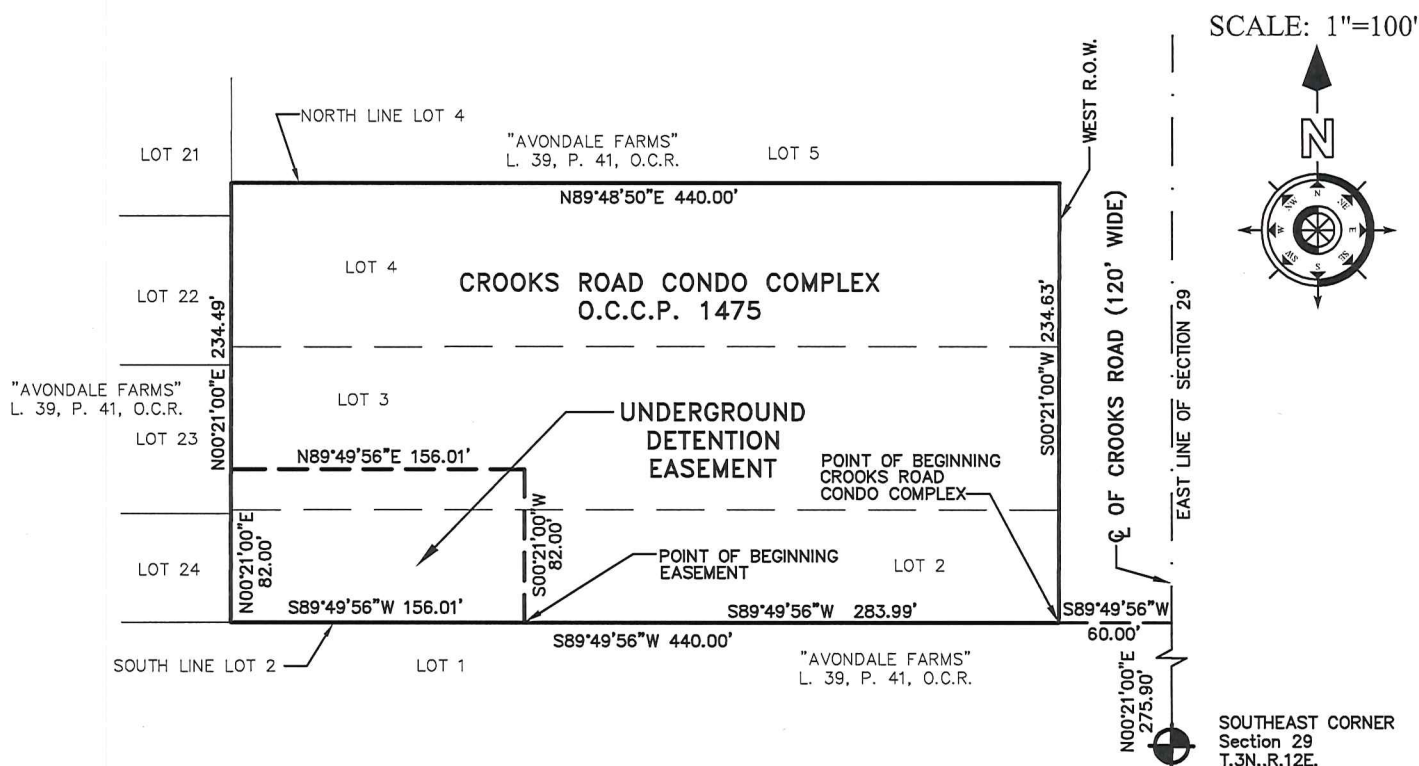 SCALE: 1"=100'
NORTH LINE LOT 4
"AVONDALE FARMS"
L. 39, P. 41, O.C.R.
LOT 5
LOT 21
WEST R.O.W.
N
N
NE
E
SE
S
SW
W
NW
N89°48'50"E 440.00'
LOT 4
CROOKS ROAD CONDO COMPLEX
O.C.C.P. 1475
LOT 22
N00°21'00"E 234.49'
S00°21'00"W 234.63'
℄ OF CROOKS ROAD (120' WIDE)
EAST LINE OF SECTION 29
"AVONDALE FARMS"
L. 39, P. 41, O.C.R.
LOT 3
LOT 23
UNDERGROUND
DETENTION
EASEMENT
N89°49'56"E 156.01'
POINT OF BEGINNING
CROOKS ROAD
CONDO COMPLEX
N00°21'00"E
82.00'
S00°21'00"W
82.00'
LOT 24
POINT OF BEGINNING
EASEMENT
LOT 2
S89°49'56"W 156.01'
S89°49'56"W 283.99'
S89°49'56"W
60.00'
S89°49'56"W 440.00'
SOUTH LINE LOT 2
LOT 1
"AVONDALE FARMS"
L. 39, P. 41, O.C.R.
N00°21'00"E
275.90'
SOUTHEAST CORNER
Section 29
T.3N.,R.12E.